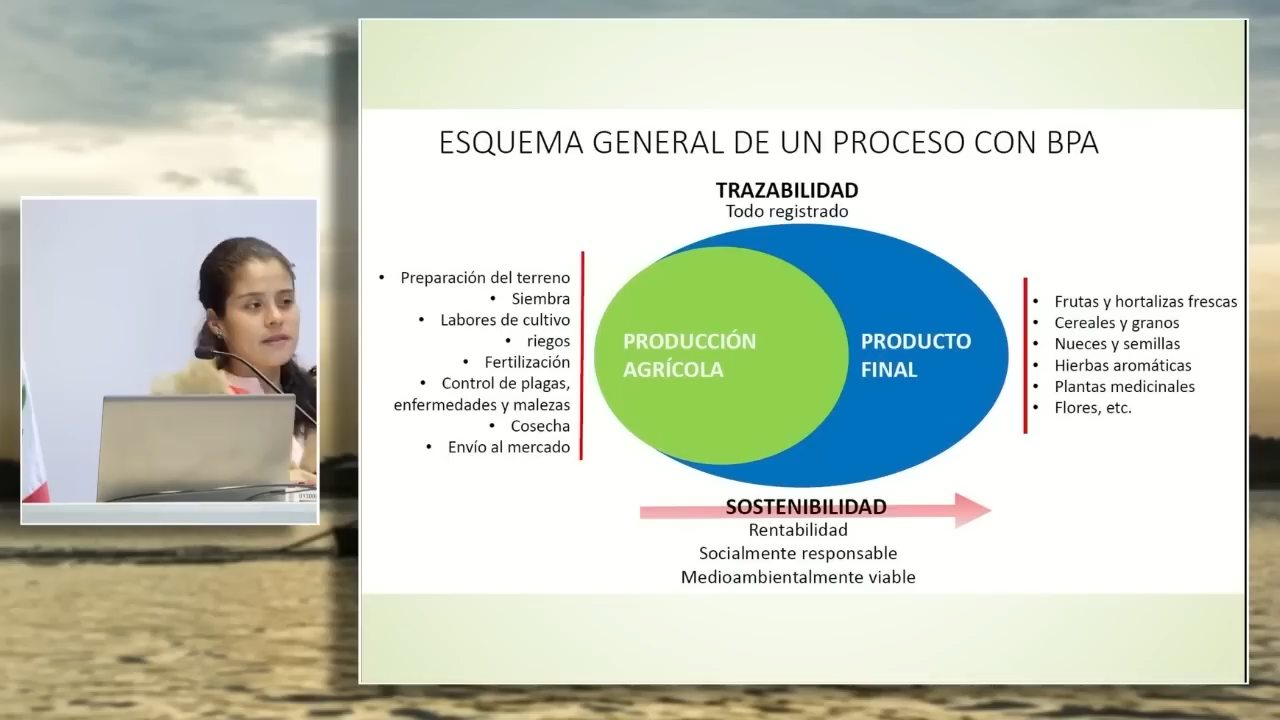 ESQUEMA GENERAL DE UN PROCESO CON BPA
TRAZABILIDAD
Todo registrado
• Preparación del terreno
• Siembra
• Labores de cultivo
• riegos
• Fertilización
• Control de plagas,
enfermedades y malezas
• Cosecha
• Envío al mercado
PRODUCCIÓN
AGRÍCOLA
PRODUCTO
FINAL
• Frutas y hortalizas frescas
• Cereales y granos
• Nueces y semillas
• Hierbas aromáticas
• Plantas medicinales
• Flores, etc.
SOSTENIBILIDAD
Rentabilidad
Socialmente responsable
Medioambientalmente viable